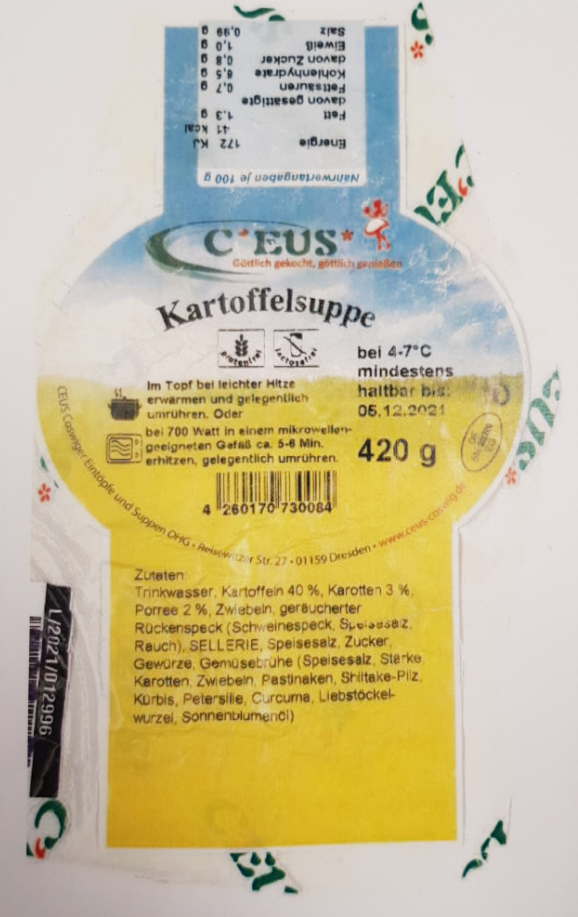 Nährwertangaben je 100 g
Energie 172 KJ
41 kcal
Fett 1,3 g
davon gesättigte
Fettsäuren 0,7 g
Kohlenhydrate 6,5 g
davon Zucker 0,8 g
Eiweiß 1,0 g
Salz 0,99 g
C*EUS*
Göttlich gekocht, göttlich genießen
Kartoffelsuppe
glutenfrei
lactosefrei
bei 4-7°C
mindestens
haltbar bis:
05.12.2021
Im Topf bei leichter Hitze
erwärmen und gelegentlich
umrühren. Oder
bei 700 Watt in einem mikrowellen-
geeigneten Gefäß ca. 5-6 Min.
erhitzen, gelegentlich umrühren.
420 g
4 260170 730084
CEUS Coswiger Eintöpfe und Suppen OHG • Reisewitzer Str. 27 • 01159 Dresden • www.ceus-coswig.de
Zutaten:
Trinkwasser, Kartoffeln 40 %, Karotten 3 %,
Porree 2 %, Zwiebeln, geräucherter
Rückenspeck (Schweinespeck, Speisesalz,
Rauch), SELLERIE, Speisesalz, Zucker,
Gewürze, Gemüsebrühe (Speisesalz, Stärke,
Karotten, Zwiebeln, Pastinaken, Shiitake-Pilz,
Kürbis, Petersilie, Curcuma, Liebstöckel-
wurzel, Sonnenblumenöl)
L/2021/012996